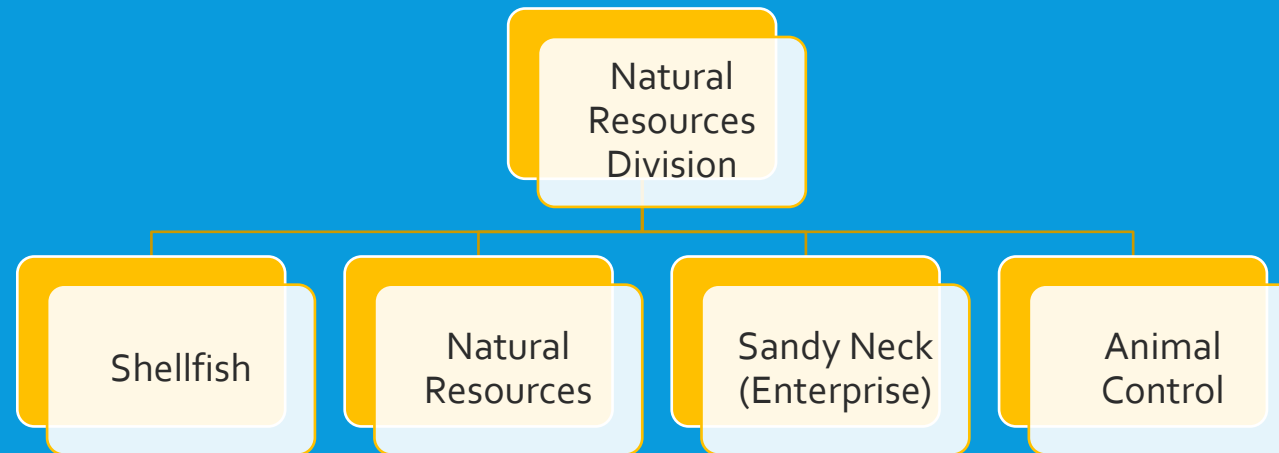 Natural
Resources
Division
Shellfish
Natural
Resources
Sandy Neck
(Enterprise)
Animal
Control